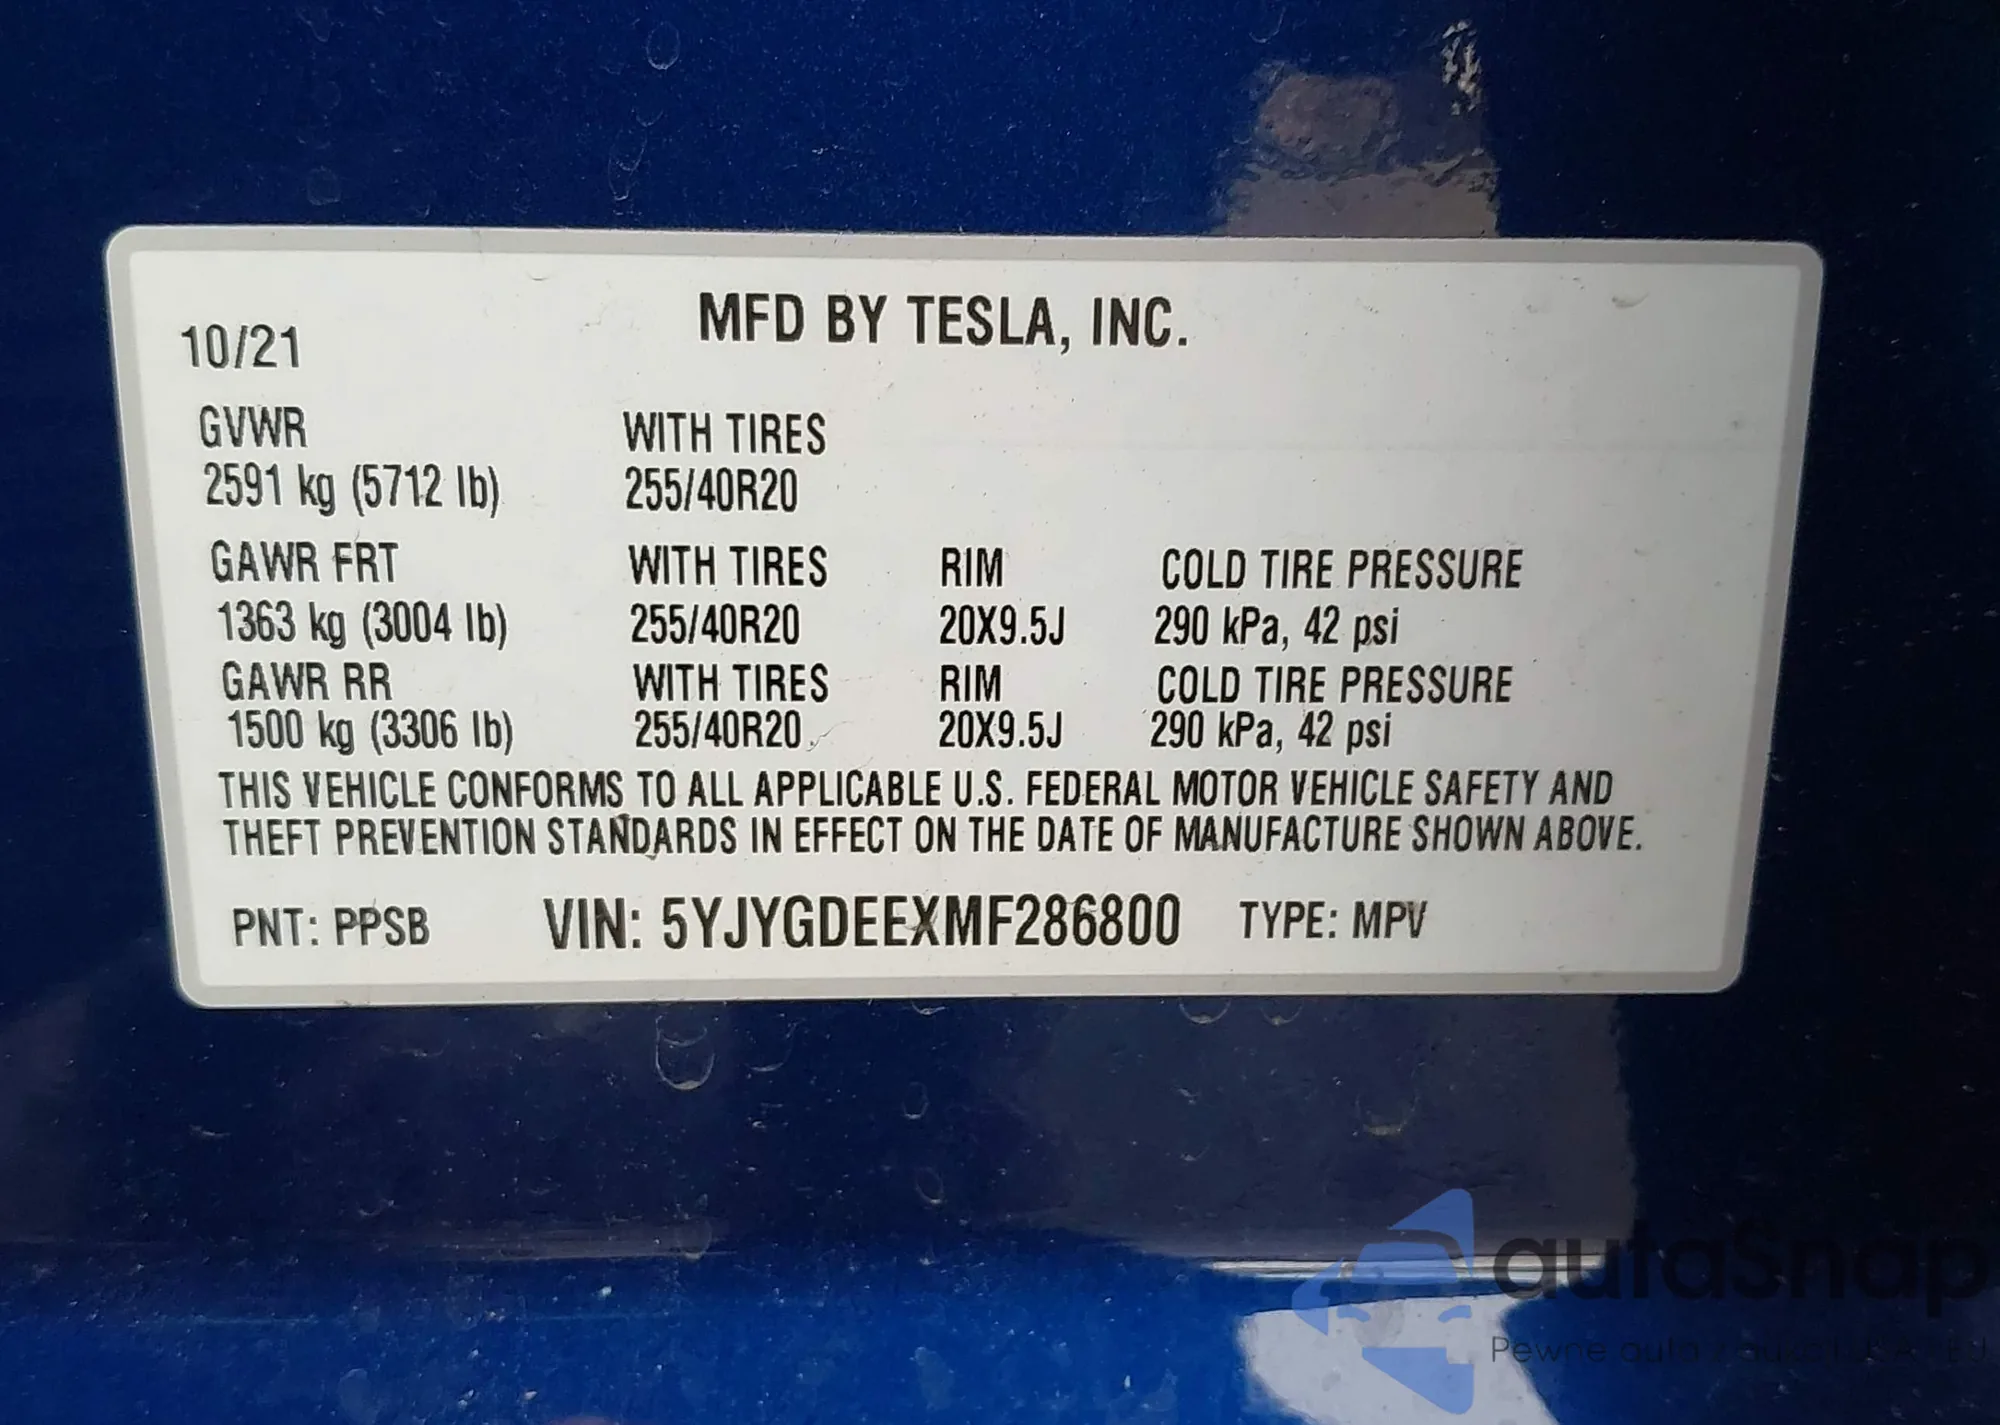 MFD BY TESLA, INC.
10/21
GVWR WITH TIRES
2591 kg (5712 lb) 255/40R20
GAWR FRT WITH TIRES RIM COLD TIRE PRESSURE
1363 kg (3004 lb) 255/40R20 20X9.5J 290 kPa, 42 psi
GAWR RR WITH TIRES RIM COLD TIRE PRESSURE
1500 kg (3306 lb) 255/40R20 20X9.5J 290 kPa, 42 psi
THIS VEHICLE CONFORMS TO ALL APPLICABLE U.S. FEDERAL MOTOR VEHICLE SAFETY AND
THEFT PREVENTION STANDARDS IN EFFECT ON THE DATE OF MANUFACTURE SHOWN ABOVE.
PNT: PPSB VIN: 5YJYGDEEXMF286800 TYPE: MPV
autaSnap
Pewne auta z